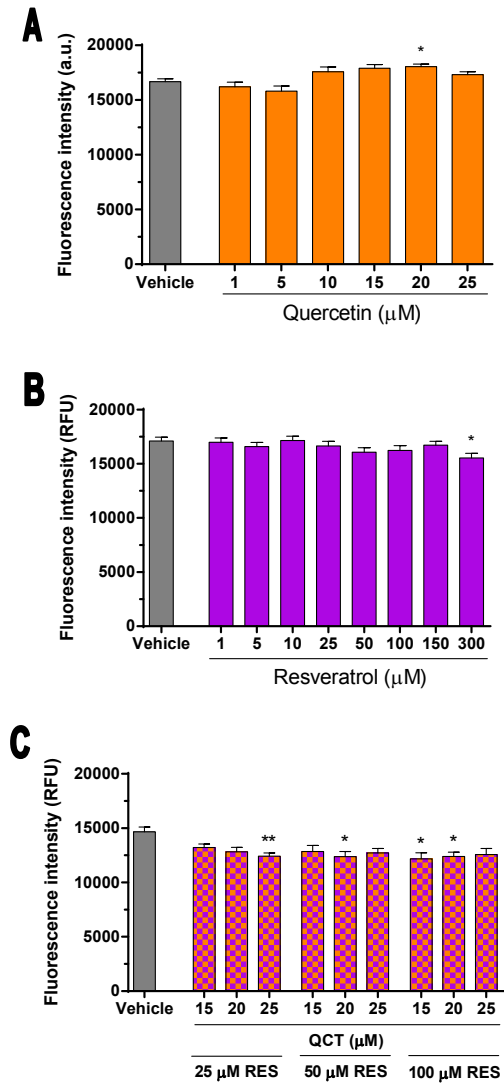 A
Fluorescence intensity (a.u.)
20000
15000
10000
5000
0
*
Vehicle 1 5 10 15 20 25
Quercetin (μM)
B
Fluorescence intensity (RFU)
20000
15000
10000
5000
0
*
Vehicle 1 5 10 25 50 100 150 300
Resveratrol (μM)
C
Fluorescence intensity (RFU)
20000
15000
10000
5000
0
** * * *
Vehicle 15 20 25 15 20 25 15 20 25
QCT (μM)
25 μM RES 50 μM RES 100 μM RES